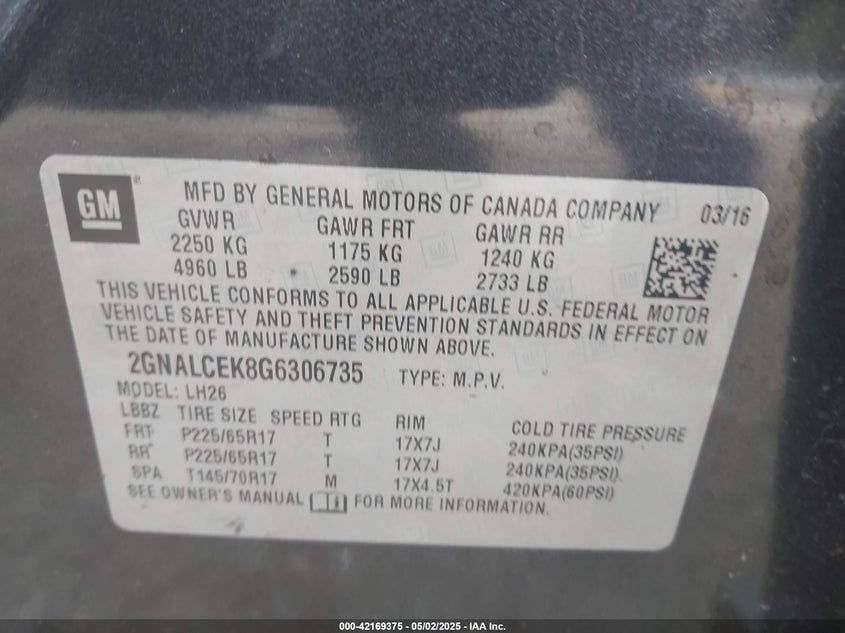 GM
MFD BY GENERAL MOTORS OF CANADA COMPANY 03/16
GVWR GAWR FRT GAWR RR
2250 KG 1175 KG 1240 KG
4960 LB 2590 LB 2733 LB
THIS VEHICLE CONFORMS TO ALL APPLICABLE U.S. FEDERAL MOTOR
VEHICLE SAFETY AND THEFT PREVENTION STANDARDS IN EFFECT ON
THE DATE OF MANUFACTURE SHOWN ABOVE.
2GNALCEK8G6306735 TYPE: M.P.V.
MODEL: LH26
LBBZ TIRE SIZE SPEED RTG RIM COLD TIRE PRESSURE
FRT P225/65R17 T 17X7J 240KPA(35PSI)
RR P225/65R17 T 17X7J 240KPA(35PSI)
SPA T145/70R17 M 17X4.5T 420KPA(60PSI)
SEE OWNER'S MANUAL FOR MORE INFORMATION.
000-42169375 - 05/02/2025 - IAA Inc.